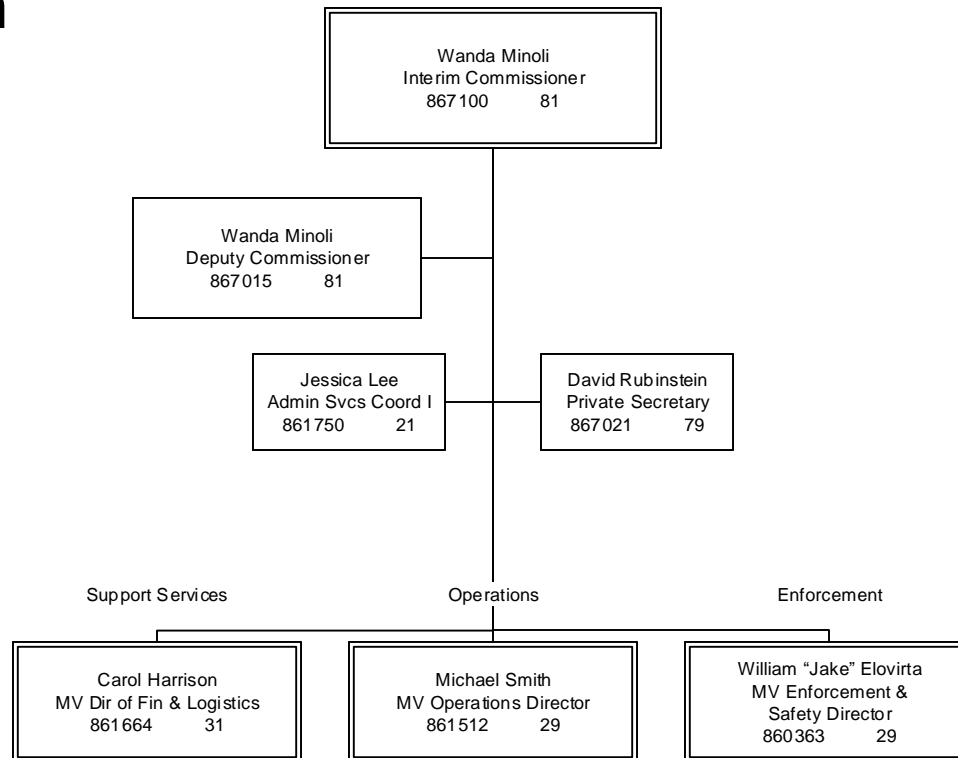 Wanda Minoli
Interim Commissioner
867100 81
Wanda Minoli
Deputy Commissioner
867015 81
Jessica Lee
Admin Svcs Coord I
861750 21
David Rubinstein
Private Secretary
867021 79
Support Services
Operations
Enforcement
Carol Harrison
MV Dir of Fin & Logistics
861664 31
Michael Smith
MV Operations Director
861512 29
William “Jake” Elovirta
MV Enforcement &
Safety Director
860363 29